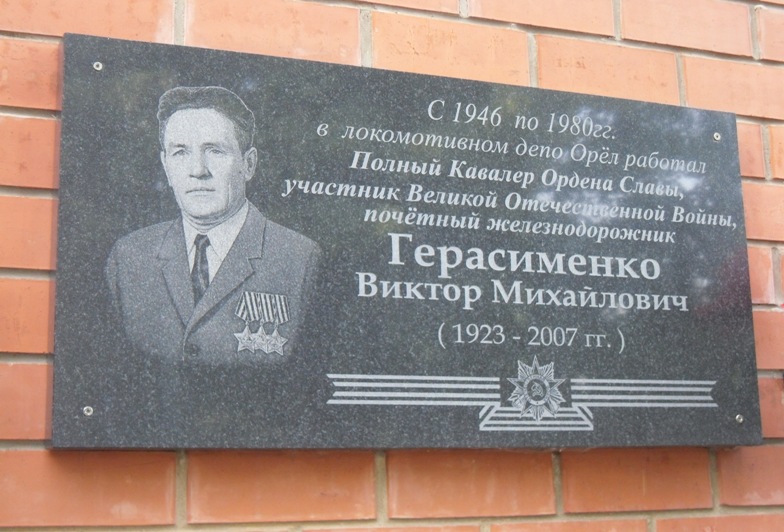 С 1946 по 1980гг.
в локомотивном депо Орёл работал
Полный Кавалер Ордена Славы,
участник Великой Отечественной Войны,
почётный железнодорожник
Герасименко
Виктор Михайлович
(1923 - 2007 гг.)